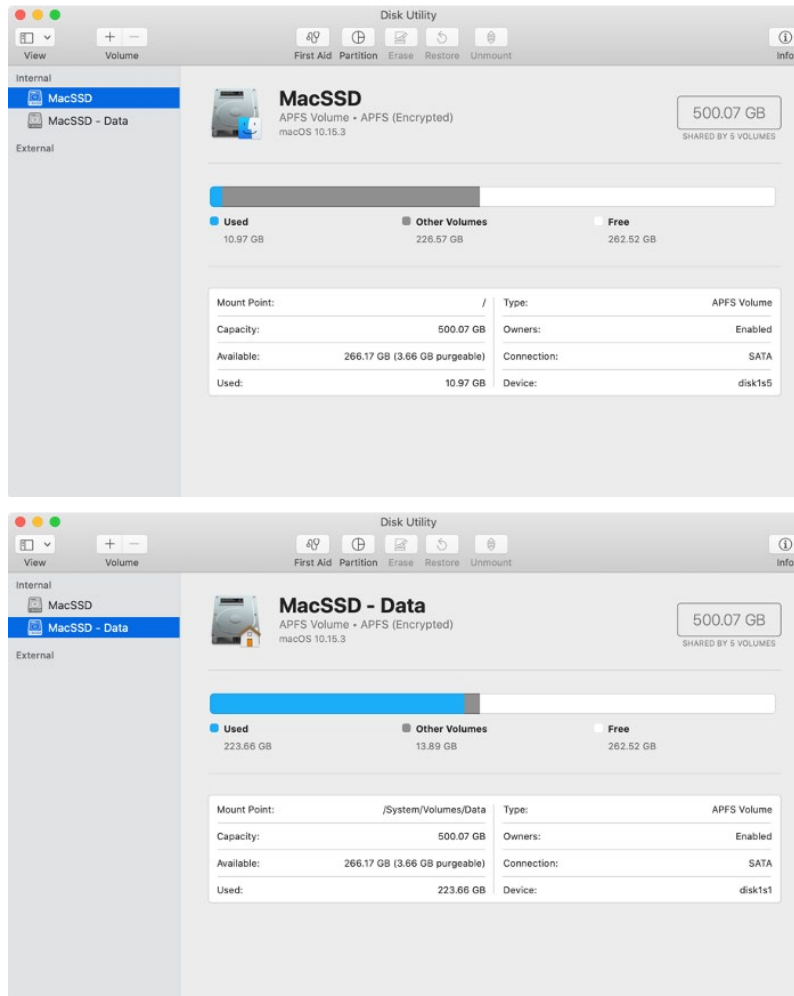 Disk Utility
View
Volume
First Aid Partition Erase Restore Unmount
Info
Internal
MacSSD
MacSSD - Data
External
MacSSD
APFS Volume • APFS (Encrypted)
macOS 10.15.3
500.07 GB
SHARED BY 5 VOLUMES
Used
10.97 GB
Other Volumes
226.57 GB
Free
262.52 GB
Mount Point: /
Type: APFS Volume
Capacity: 500.07 GB
Owners: Enabled
Available: 266.17 GB (3.66 GB purgeable)
Connection: SATA
Used: 10.97 GB
Device: disk1s5
Disk Utility
View
Volume
First Aid Partition Erase Restore Unmount
Info
Internal
MacSSD
MacSSD - Data
External
MacSSD - Data
APFS Volume • APFS (Encrypted)
macOS 10.15.3
500.07 GB
SHARED BY 5 VOLUMES
Used
223.66 GB
Other Volumes
13.89 GB
Free
262.52 GB
Mount Point: /System/Volumes/Data
Type: APFS Volume
Capacity: 500.07 GB
Owners: Enabled
Available: 266.17 GB (3.66 GB purgeable)
Connection: SATA
Used: 223.66 GB
Device: disk1s1